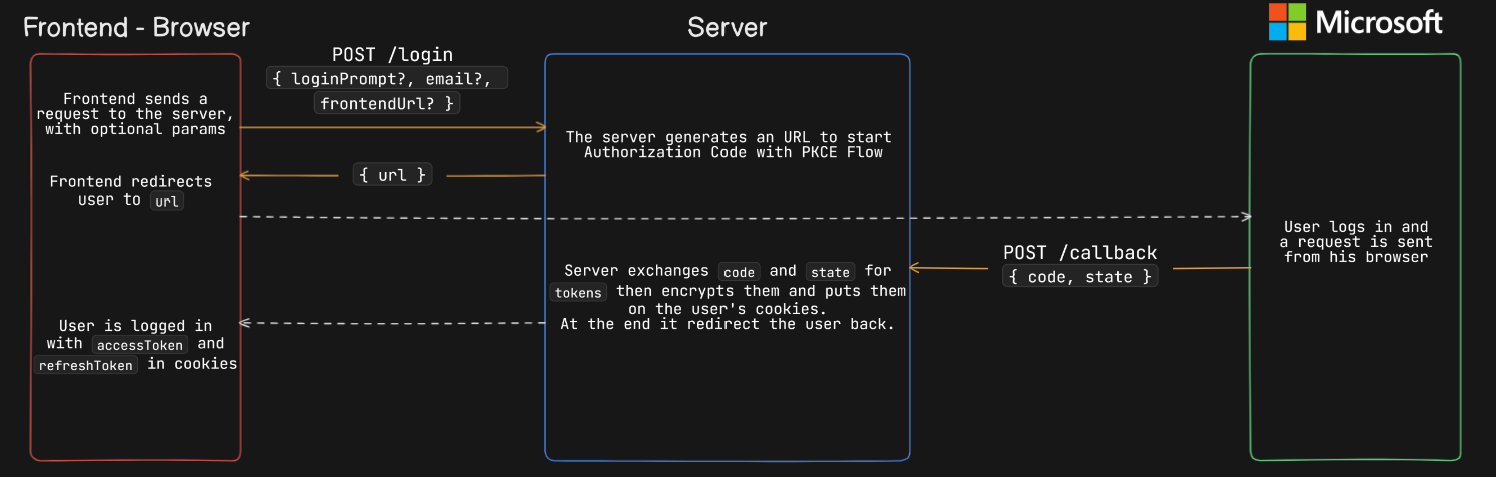 Frontend - Browser
Server
Microsoft
POST /login
{ loginPrompt?, email?,
frontendUrl? }
Frontend sends a
request to the server,
with optional params
The server generates an URL to start
Authorization Code with PKCE Flow
{ url }
Frontend redirects
user to url
User logs in and
a request is sent
from his browser
POST /callback
{ code, state }
Server exchanges code and state for
tokens then encrypts them and puts them
on the user's cookies.
At the end it redirect the user back.
User is logged in
with accessToken and
refreshToken in cookies